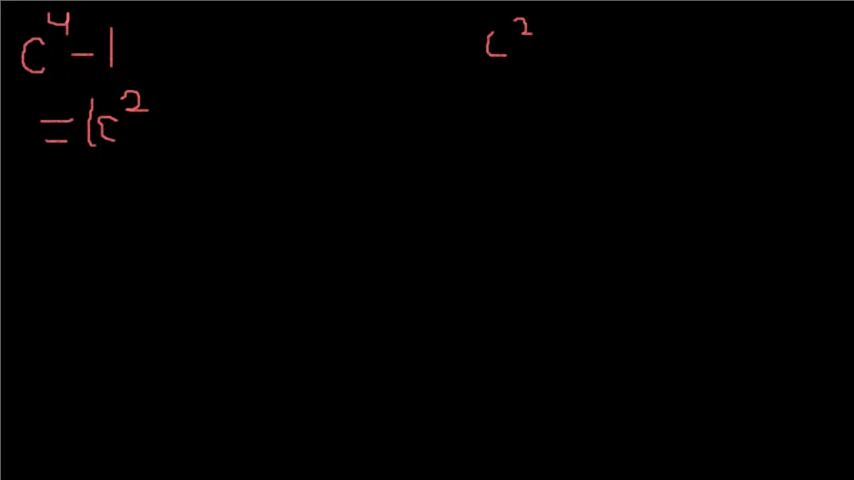 c⁴-1
c²
=(c²